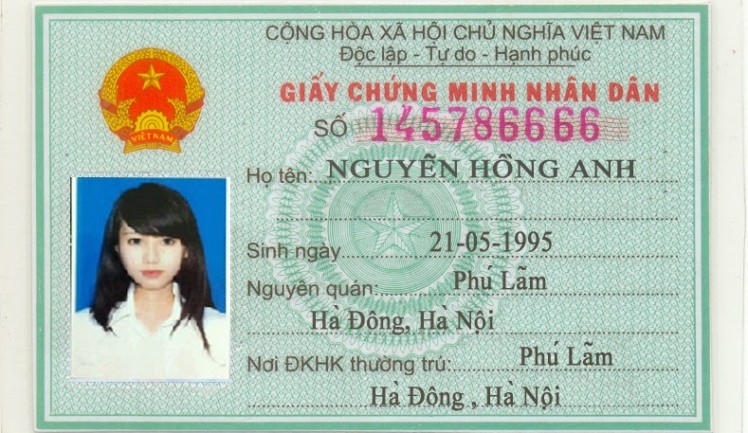 CỘNG HÒA XÃ HỘI CHỦ NGHĨA VIỆT NAM
Độc lập - Tự do - Hạnh phúc
GIẤY CHỨNG MINH NHÂN DÂN
SỐ 145786666
VIỆT NAM
Họ tên: NGUYỄN HỒNG ANH
Sinh ngày 21-05-1995
Nguyên quán: Phú Lãm
Hà Đông, Hà Nội
Nơi ĐKHK thường trú: Phú Lãm
Hà Đông , Hà Nội